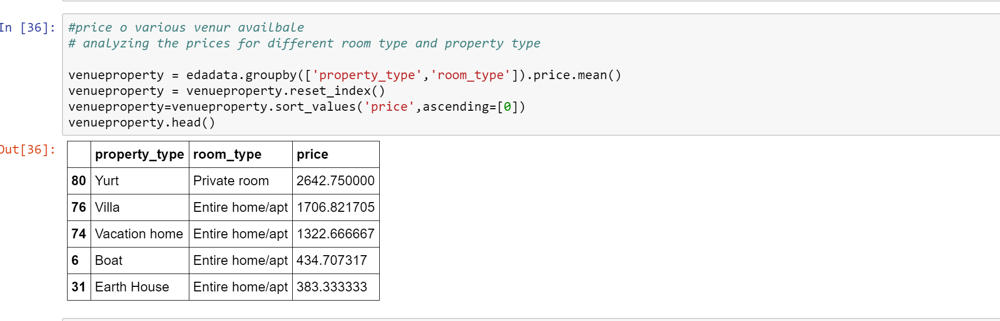 In [36]:
#price o various venur availbale
# analyzing the prices for different room type and property type
venueproperty = edadata.groupby(['property_type','room_type']).price.mean()
venueproperty = venueproperty.reset_index()
venueproperty=venueproperty.sort_values('price',ascending=[0])
venueproperty.head()
Out[36]:
property_type room_type price
80 Yurt Private room 2642.750000
76 Villa Entire home/apt 1706.821705
74 Vacation home Entire home/apt 1322.666667
6 Boat Entire home/apt 434.707317
31 Earth House Entire home/apt 383.333333